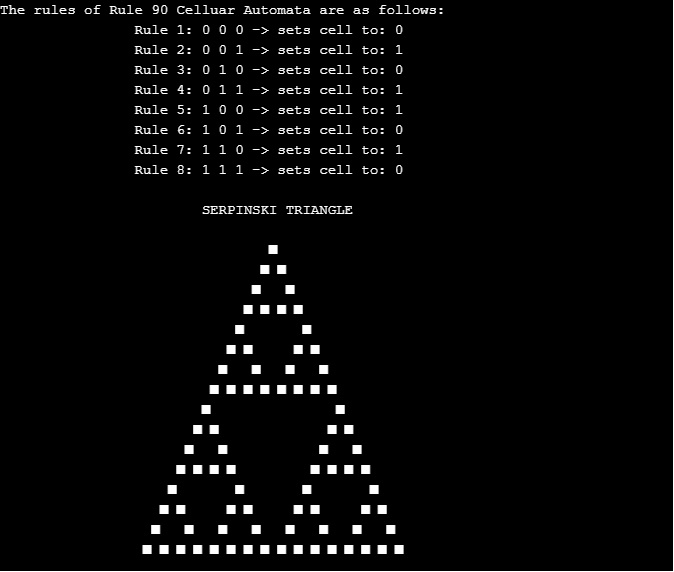 The rules of Rule 90 Celluar Automata are as follows:
Rule 1: 0 0 0 -> sets cell to: 0
Rule 2: 0 0 1 -> sets cell to: 1
Rule 3: 0 1 0 -> sets cell to: 0
Rule 4: 0 1 1 -> sets cell to: 1
Rule 5: 1 0 0 -> sets cell to: 1
Rule 6: 1 0 1 -> sets cell to: 0
Rule 7: 1 1 0 -> sets cell to: 1
Rule 8: 1 1 1 -> sets cell to: 0
SERPINSKI TRIANGLE